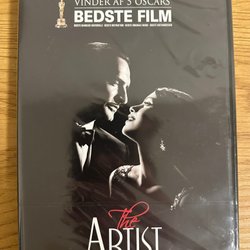 VINDER AF 5 OSCARS
BEDSTE FILM
The
ARTIST